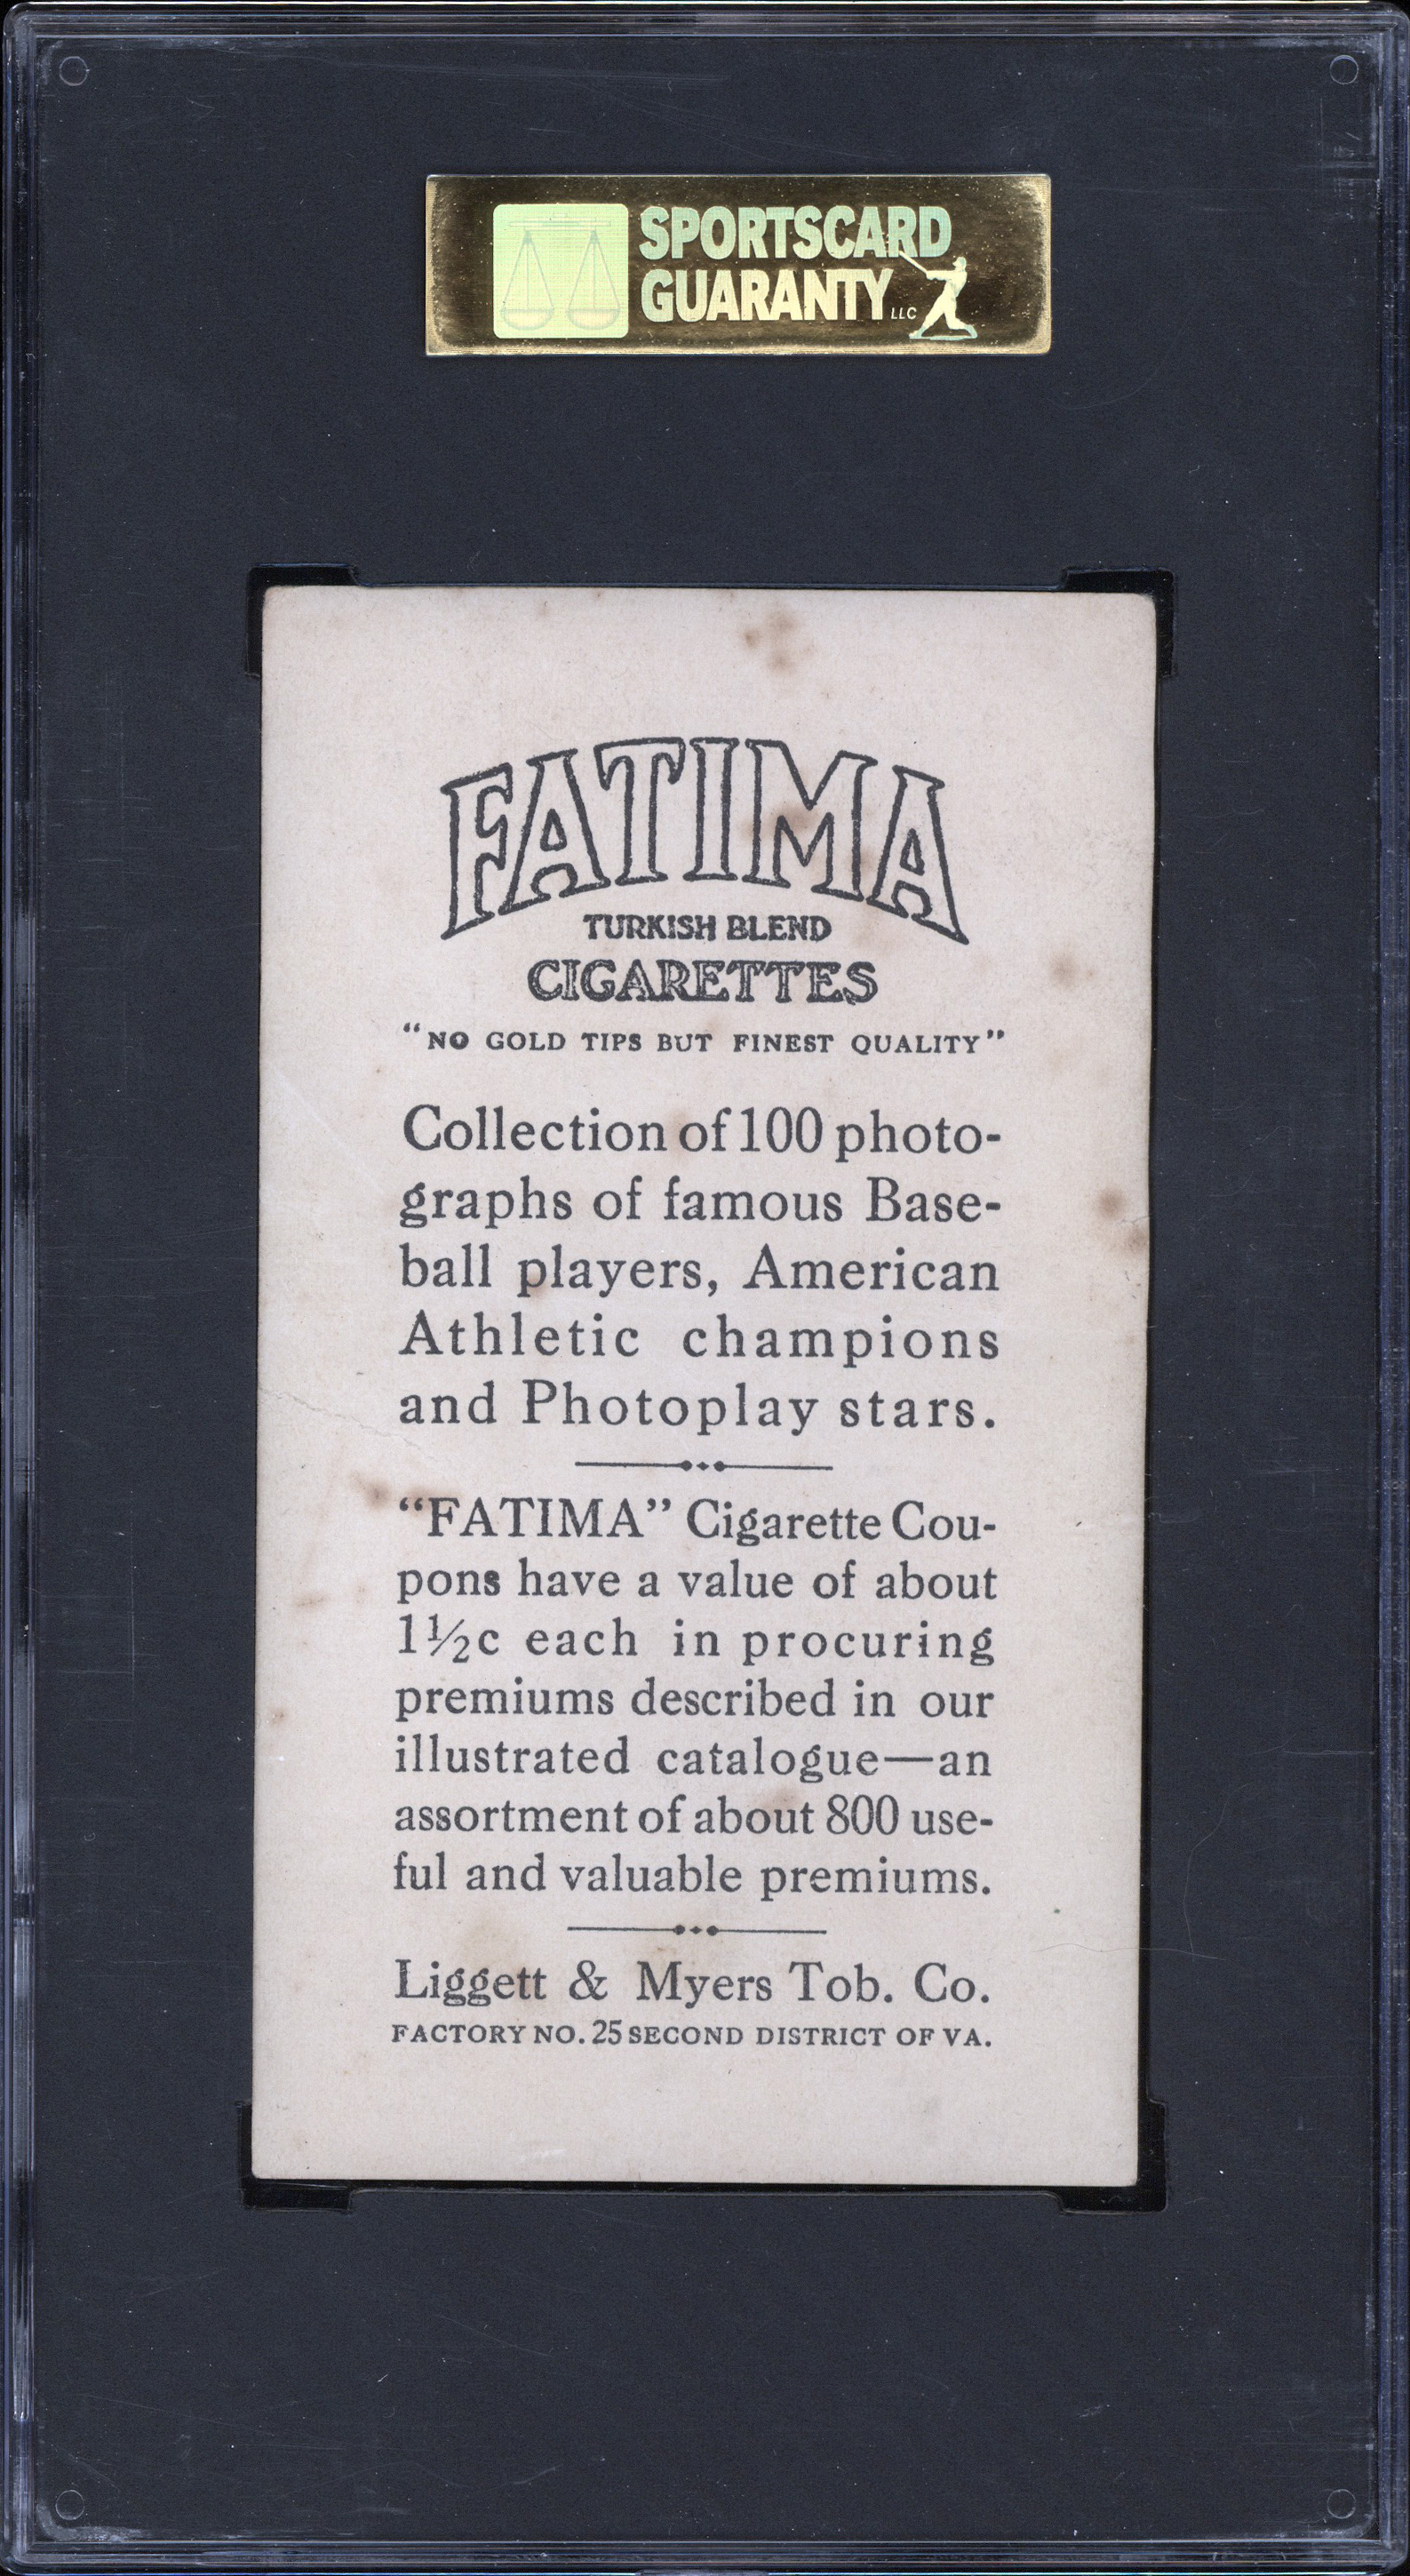 SPORTSCARD
GUARANTY LLC
FATIMA
TURKISH BLEND
CIGARETTES
“NO GOLD TIPS BUT FINEST QUALITY”
Collection of 100 photo-
graphs of famous Base-
ball players, American
Athletic champions
and Photoplay stars.
“FATIMA” Cigarette Cou-
pons have a value of about
1½c each in procuring
premiums described in our
illustrated catalogue—an
assortment of about 800 use-
ful and valuable premiums.
Liggett & Myers Tob. Co.
FACTORY NO. 25 SECOND DISTRICT OF VA.